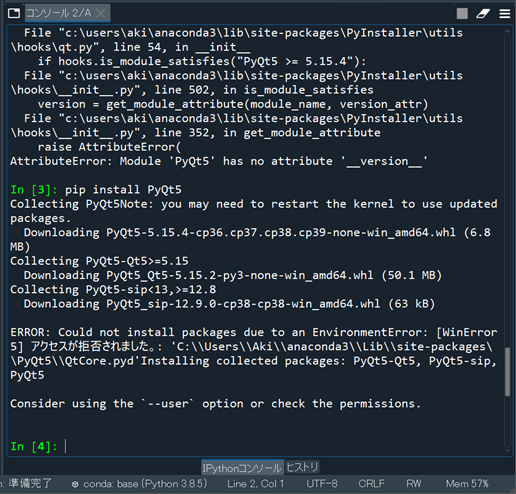 コンソール 2/A
File "c:\users\aki\anaconda3\lib\site-packages\PyInstaller\utils
\hooks\qt.py", line 54, in __init__
if hooks.is_module_satisfies("PyQt5 >= 5.15.4"):
File "c:\users\aki\anaconda3\lib\site-packages\PyInstaller\utils
\hooks\__init__.py", line 502, in is_module_satisfies
version = get_module_attribute(module_name, version_attr)
File "c:\users\aki\anaconda3\lib\site-packages\PyInstaller\utils
\hooks\__init__.py", line 352, in get_module_attribute
raise AttributeError(
AttributeError: Module 'PyQt5' has no attribute '__version__'
In [3]: pip install PyQt5
Collecting PyQt5Note: you may need to restart the kernel to use updated
packages.
Downloading PyQt5-5.15.4-cp36.cp37.cp38.cp39-none-win_amd64.whl (6.8
MB)
Collecting PyQt5-Qt5>=5.15
Downloading PyQt5_Qt5-5.15.2-py3-none-win_amd64.whl (50.1 MB)
Collecting PyQt5-sip<13,>=12.8
Downloading PyQt5_sip-12.9.0-cp38-cp38-win_amd64.whl (63 kB)
ERROR: Could not install packages due to an EnvironmentError: [WinError
5] アクセスが拒否されました。: 'C:\\Users\\Aki\\anaconda3\\Lib\\site-packages\
\PyQt5\\QtCore.pyd'Installing collected packages: PyQt5-Qt5, PyQt5-sip,
PyQt5
Consider using the `--user` option or check the permissions.
In [4]:
IPythonコンソール ヒストリ
n: 準備完了 conda: base (Python 3.8.5) Line 2, Col 1 UTF-8 CRLF RW Mem 57%